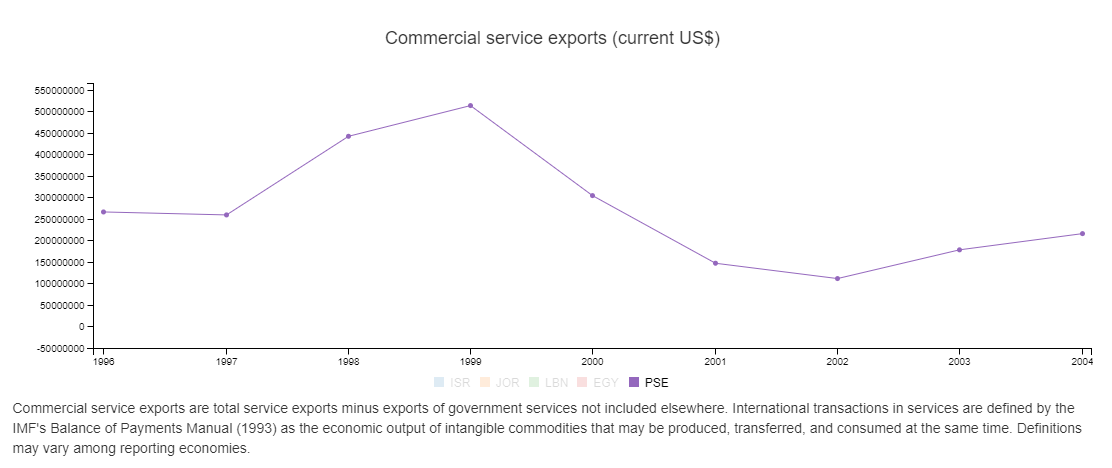 Commercial service exports (current US$)
550000000
500000000
450000000
400000000
350000000
300000000
250000000
200000000
150000000
100000000
50000000
0
-50000000
1996 1997 1998 1999 2000 2001 2002 2003 2004
ISR JOR LBN EGY PSE
Commercial service exports are total service exports minus exports of government services not included elsewhere. International transactions in services are defined by the
IMF's Balance of Payments Manual (1993) as the economic output of intangible commodities that may be produced, transferred, and consumed at the same time. Definitions
may vary among reporting economies.